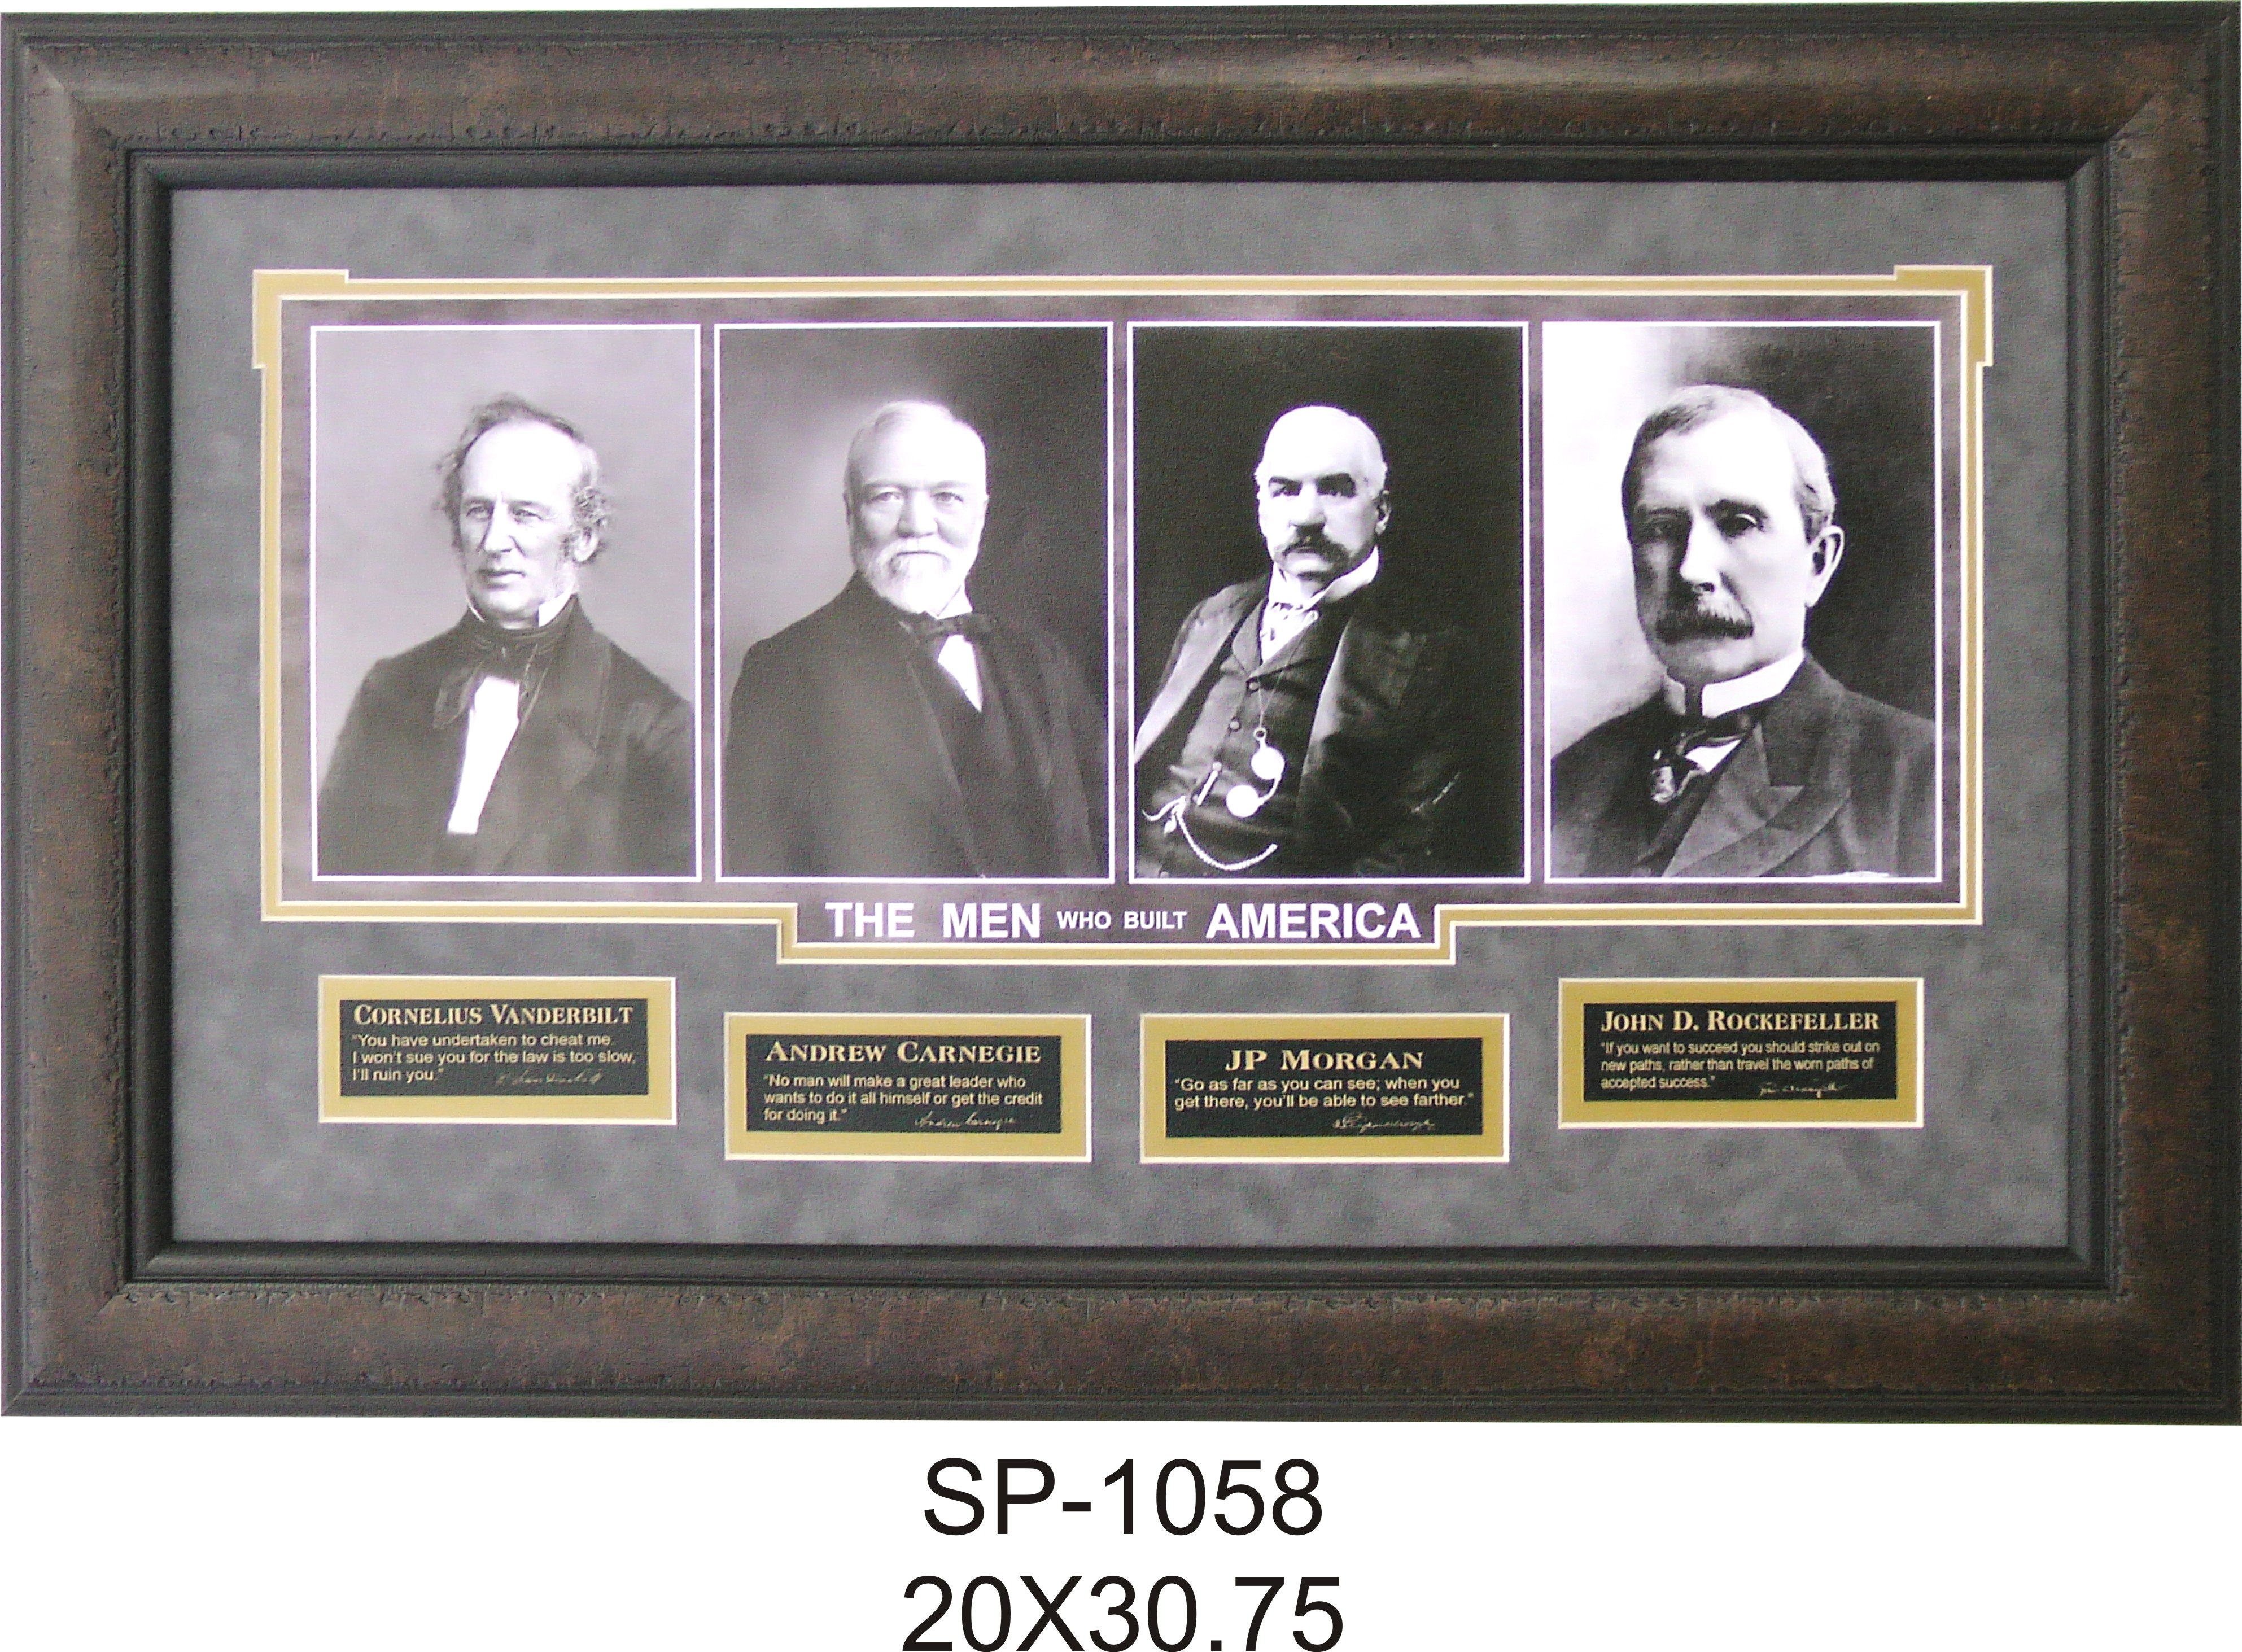 THE MEN WHO BUILT AMERICA
CORNELIUS VANDERBILT
"You have undertaken to cheat me.
I won't sue you for the law is too slow,
I'll ruin you."
ANDREW CARNEGIE
"No man will make a great leader who
wants to do it all himself or get the credit
for doing it."
Andrew Carnegie
JP MORGAN
"Go as far as you can see; when you
get there, you'll be able to see farther."
JOHN D. ROCKEFELLER
"If you want to succeed you should strike out on
new paths, rather than travel the worn paths of
accepted success."
SP-1058
20X30.75